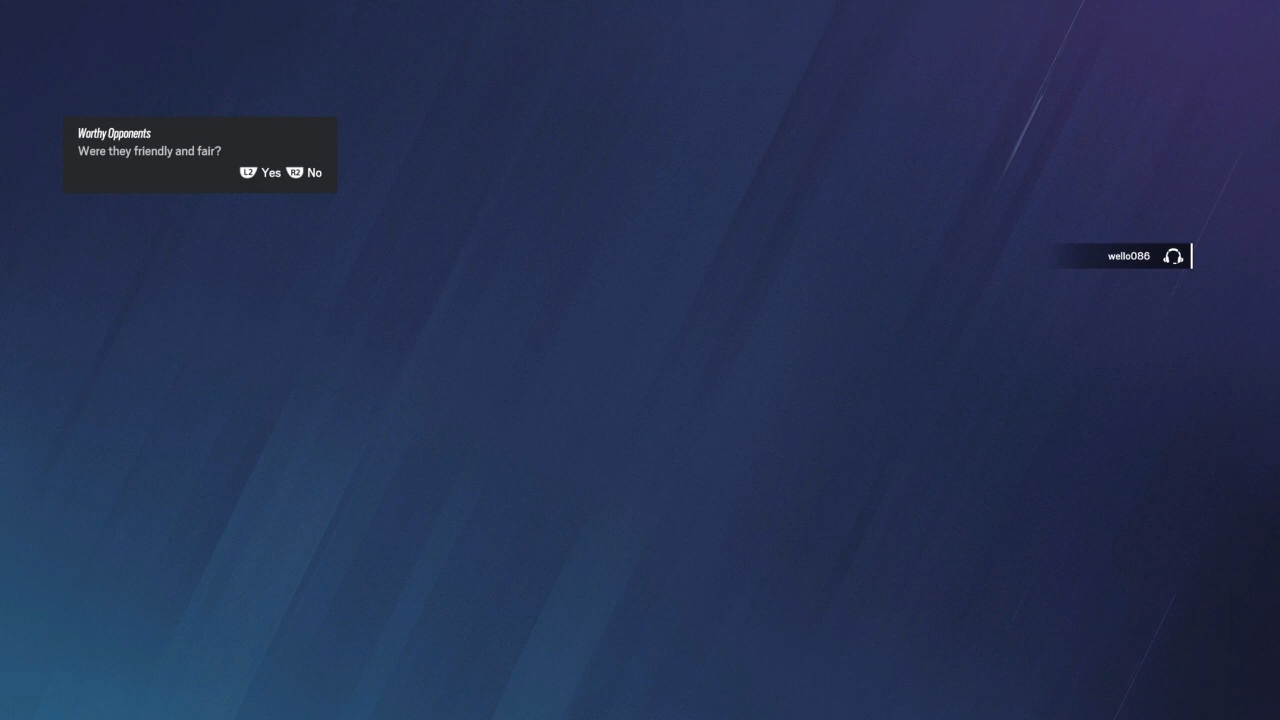 Worthy Opponents
Were they friendly and fair?
L2 Yes R2 No
wello086